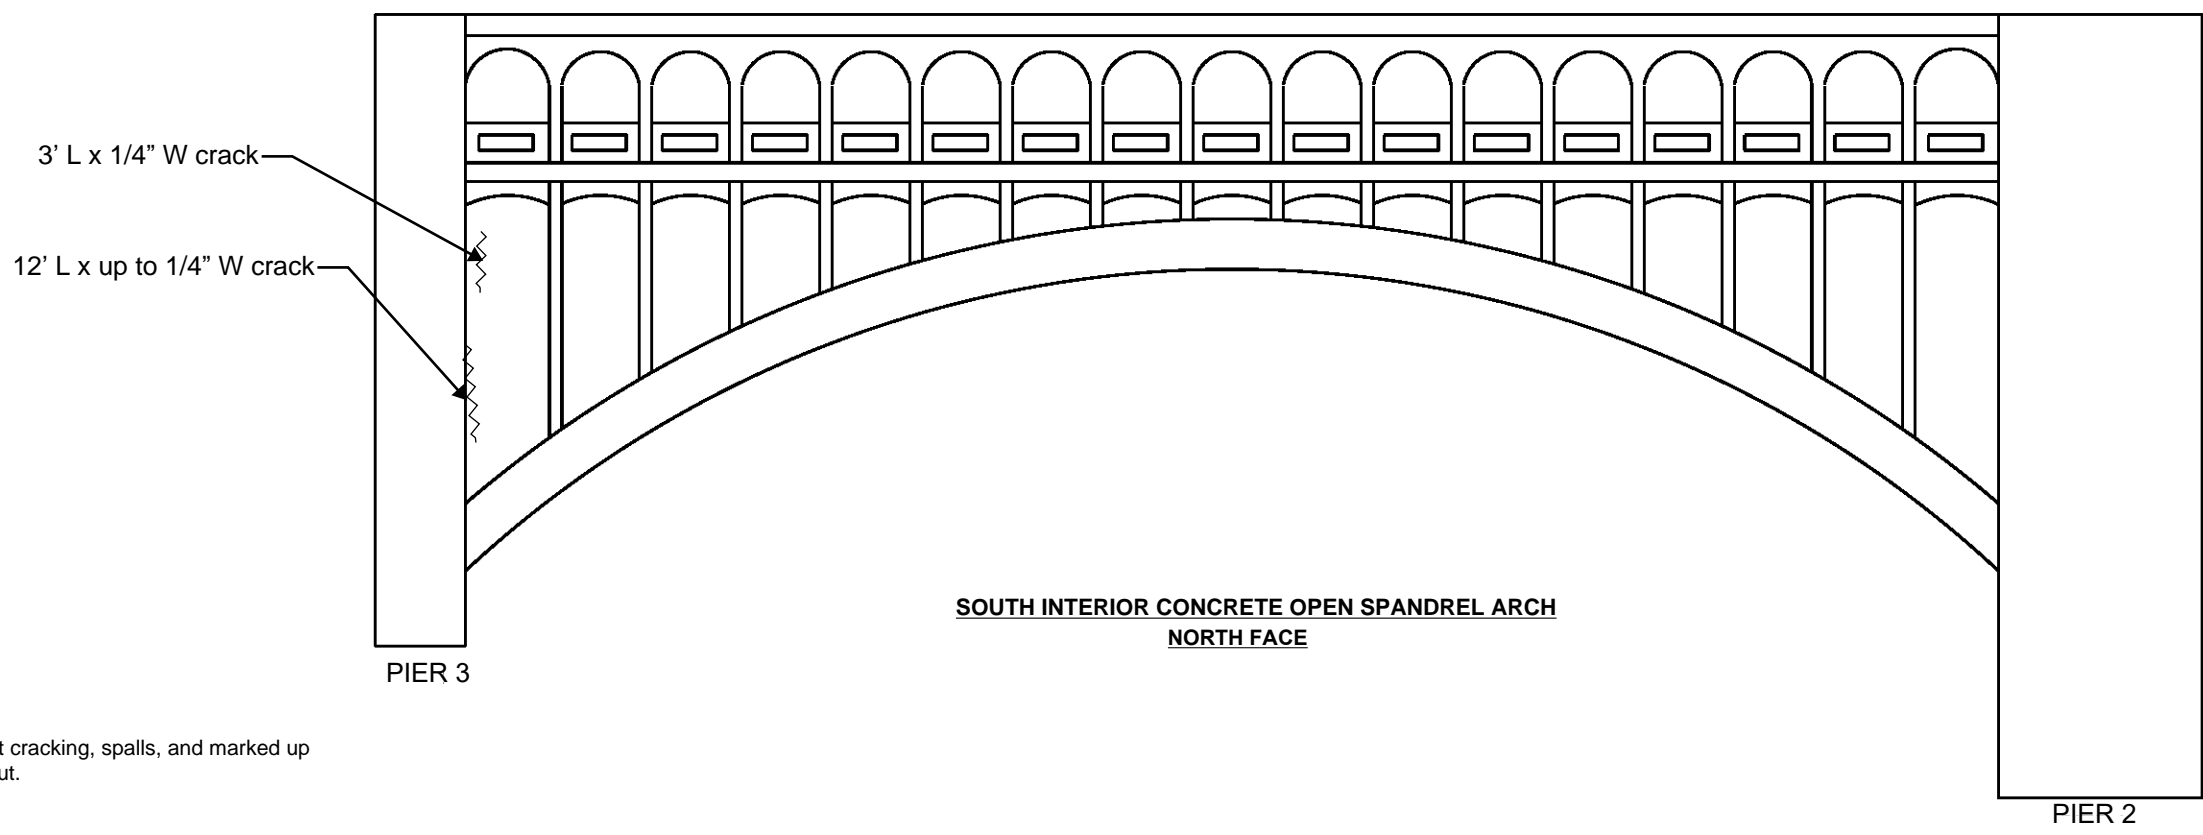 3’ L x 1/4” W crack
12’ L x up to 1/4” W crack
SOUTH INTERIOR CONCRETE OPEN SPANDREL ARCH
NORTH FACE
PIER 3
cracking, spalls, and marked up
PIER 2